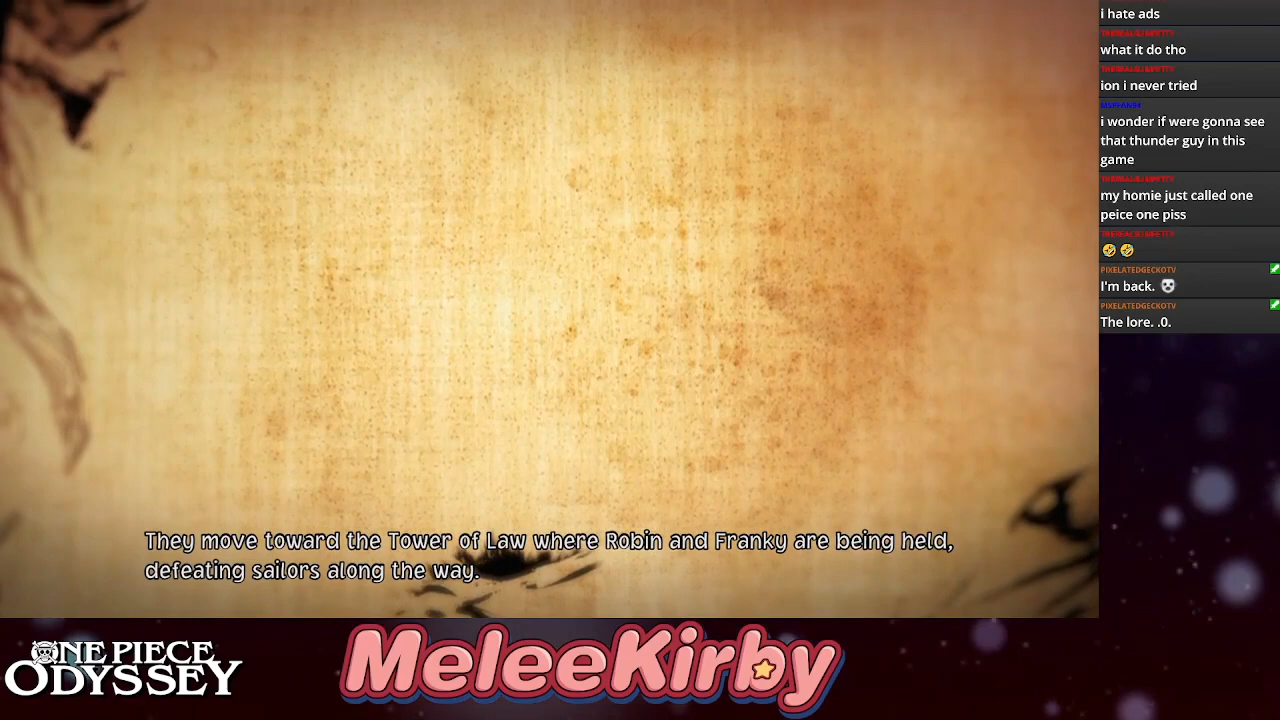 i hate ads
what it do tho
ion i never tried
i wonder if were gonna see
that thunder guy in this
game
my homie just called one
peice one piss
PIXELATEDGECKOTV
I'm back.
PIXELATEDGECKOTV
The lore. .0.
They move toward the Tower of Law where Robin and Franky are being held,
defeating sailors along the way.
ONE PIECE
ODYSSEY
MeleeKirby